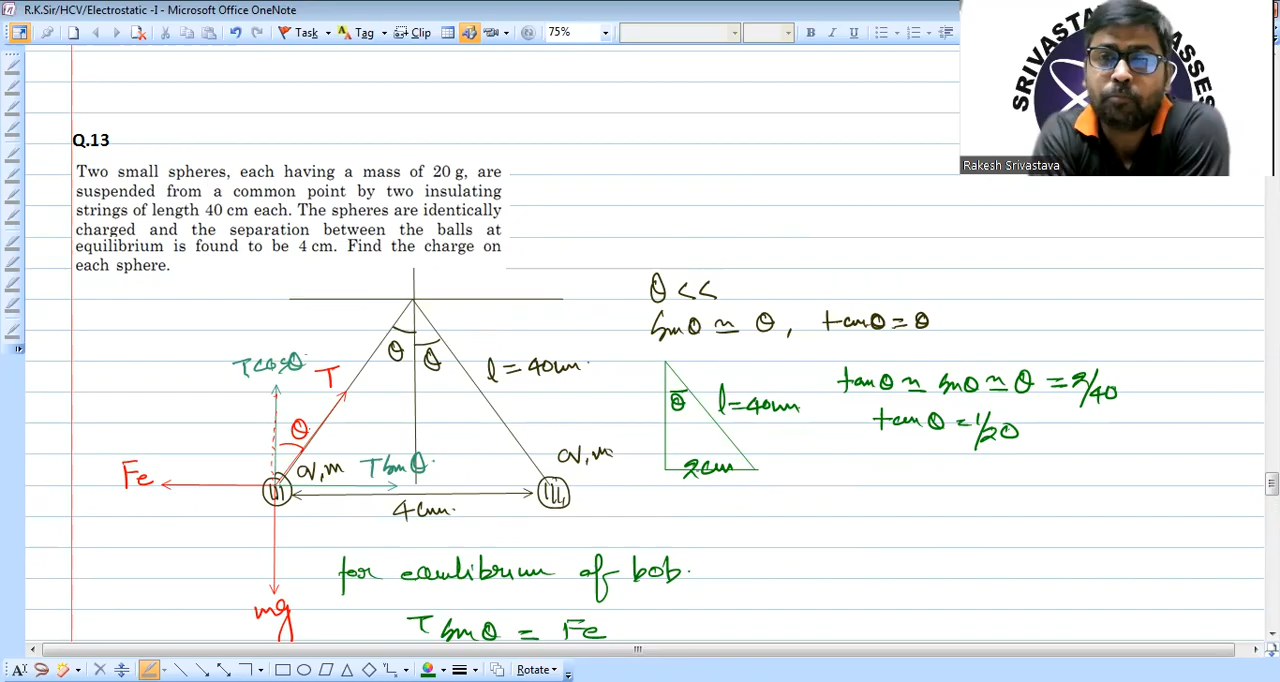 R.K.Sir/HCV/Electrostatic -I - Microsoft OneNote
Task
Tag
Clip
75%
B I U
SRIVASTAVA CLASSES
Rakesh Srivastava
Q.13
Two small spheres, each having a mass of 20 g, are
suspended from a common point by two insulating
strings of length 40 cm each. The spheres are identically
charged and the separation between the balls at
equilibrium is found to be 4 cm. Find the charge on
each sphere.
θ <<
sinθ ≃ θ, tanθ = θ
Tcosθ
T
θ
θ
l = 40cm.
θ
l = 40cm
tanθ ≃ sinθ ≃ θ = 2/40
tanθ = 1/20
θ
q, m
Tsinθ
q, m
Fe
2cm
4cm.
for equilibrium of bob.
mg
T sinθ = Fe
Rotate